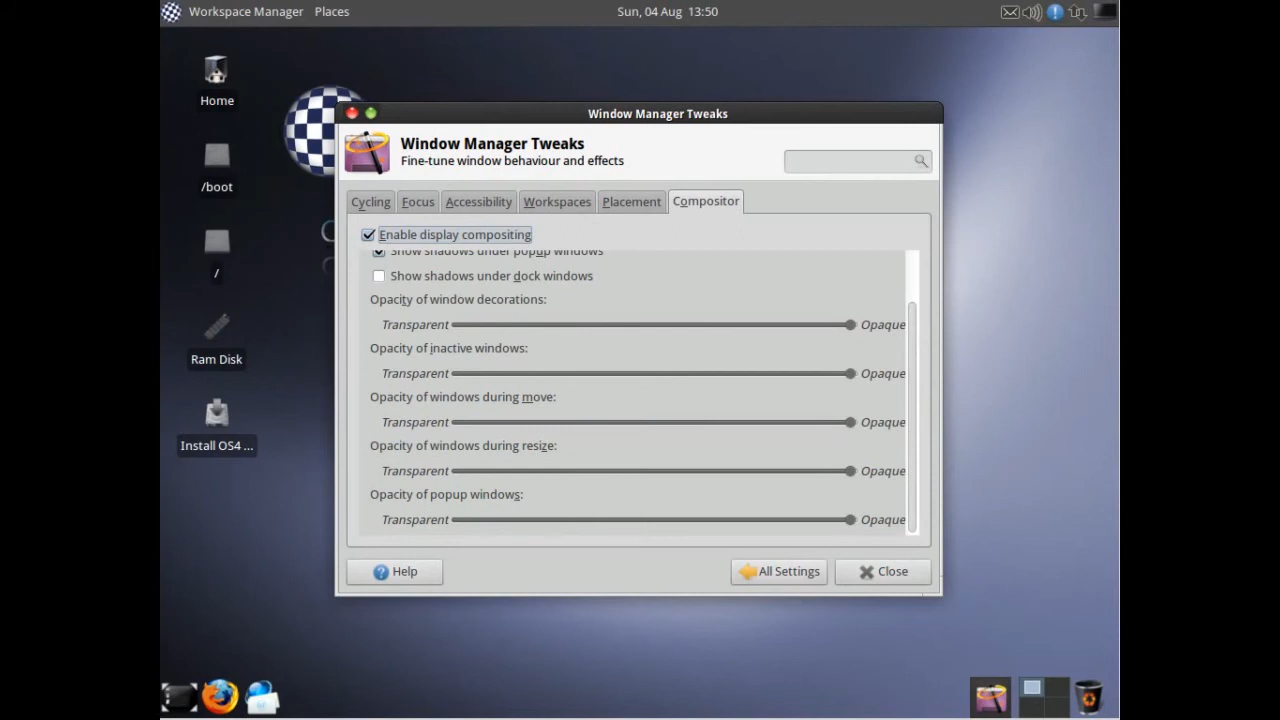 Workspace Manager Places Sun, 04 Aug 13:50
Home
/boot
/
Ram Disk
Install OS4 ...
Window Manager Tweaks
Window Manager Tweaks
Fine-tune window behaviour and effects
Cycling Focus Accessibility Workspaces Placement Compositor
Enable display compositing
Show shadows under popup windows
Show shadows under dock windows
Opacity of window decorations:
Transparent Opaque
Opacity of inactive windows:
Transparent Opaque
Opacity of windows during move:
Transparent Opaque
Opacity of windows during resize:
Transparent Opaque
Opacity of popup windows:
Transparent Opaque
Help All Settings Close